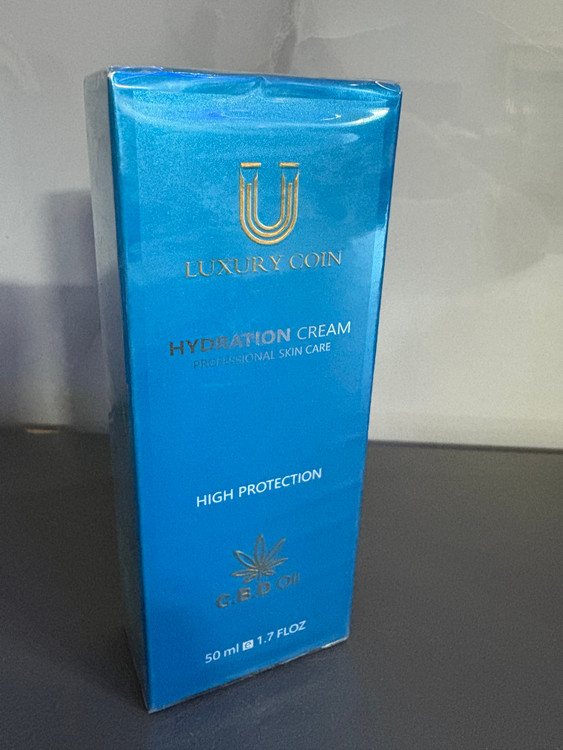 LUXURY COIN
HYDRATION CREAM
PROFESSIONAL SKIN CARE
HIGH PROTECTION
C.B.D Oil
50 ml e 1.7 FLOZ